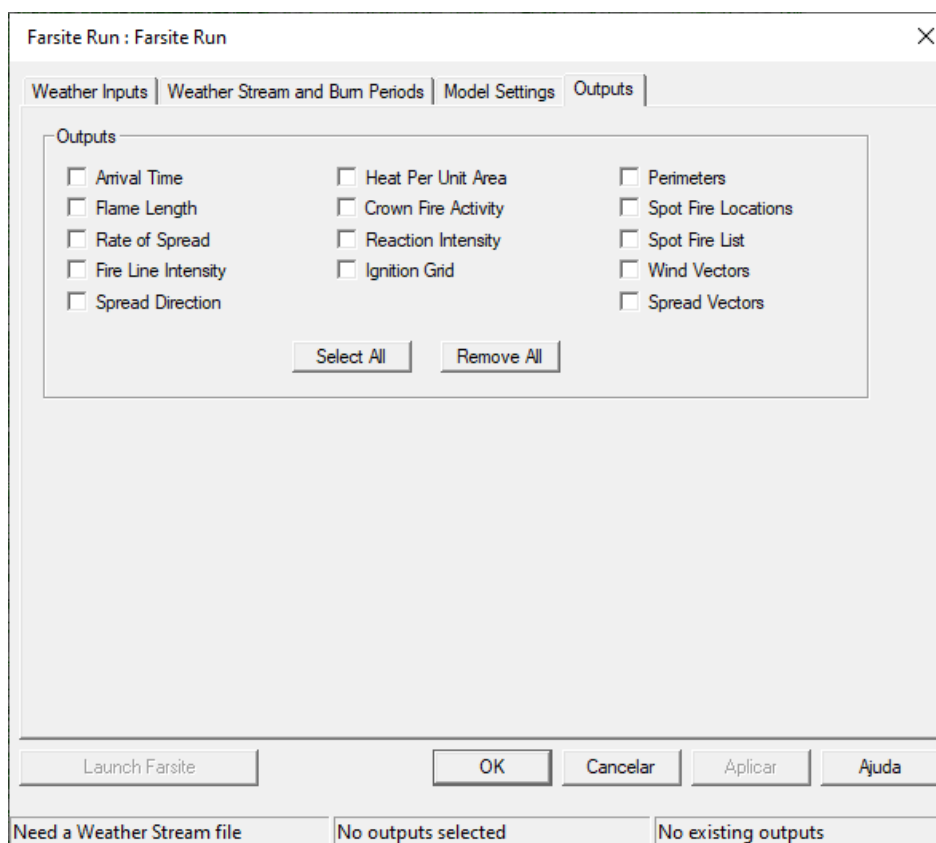 Farsite Run : Farsite Run
Weather Inputs
Weather Stream and Burn Periods
Model Settings
Outputs
Outputs
Arrival Time
Flame Length
Rate of Spread
Fire Line Intensity
Spread Direction
Heat Per Unit Area
Crown Fire Activity
Reaction Intensity
Ignition Grid
Perimeters
Spot Fire Locations
Spot Fire List
Wind Vectors
Spread Vectors
Select All
Remove All
Launch Farsite
OK
Cancelar
Aplicar
Ajuda
Need a Weather Stream file
No outputs selected
No existing outputs